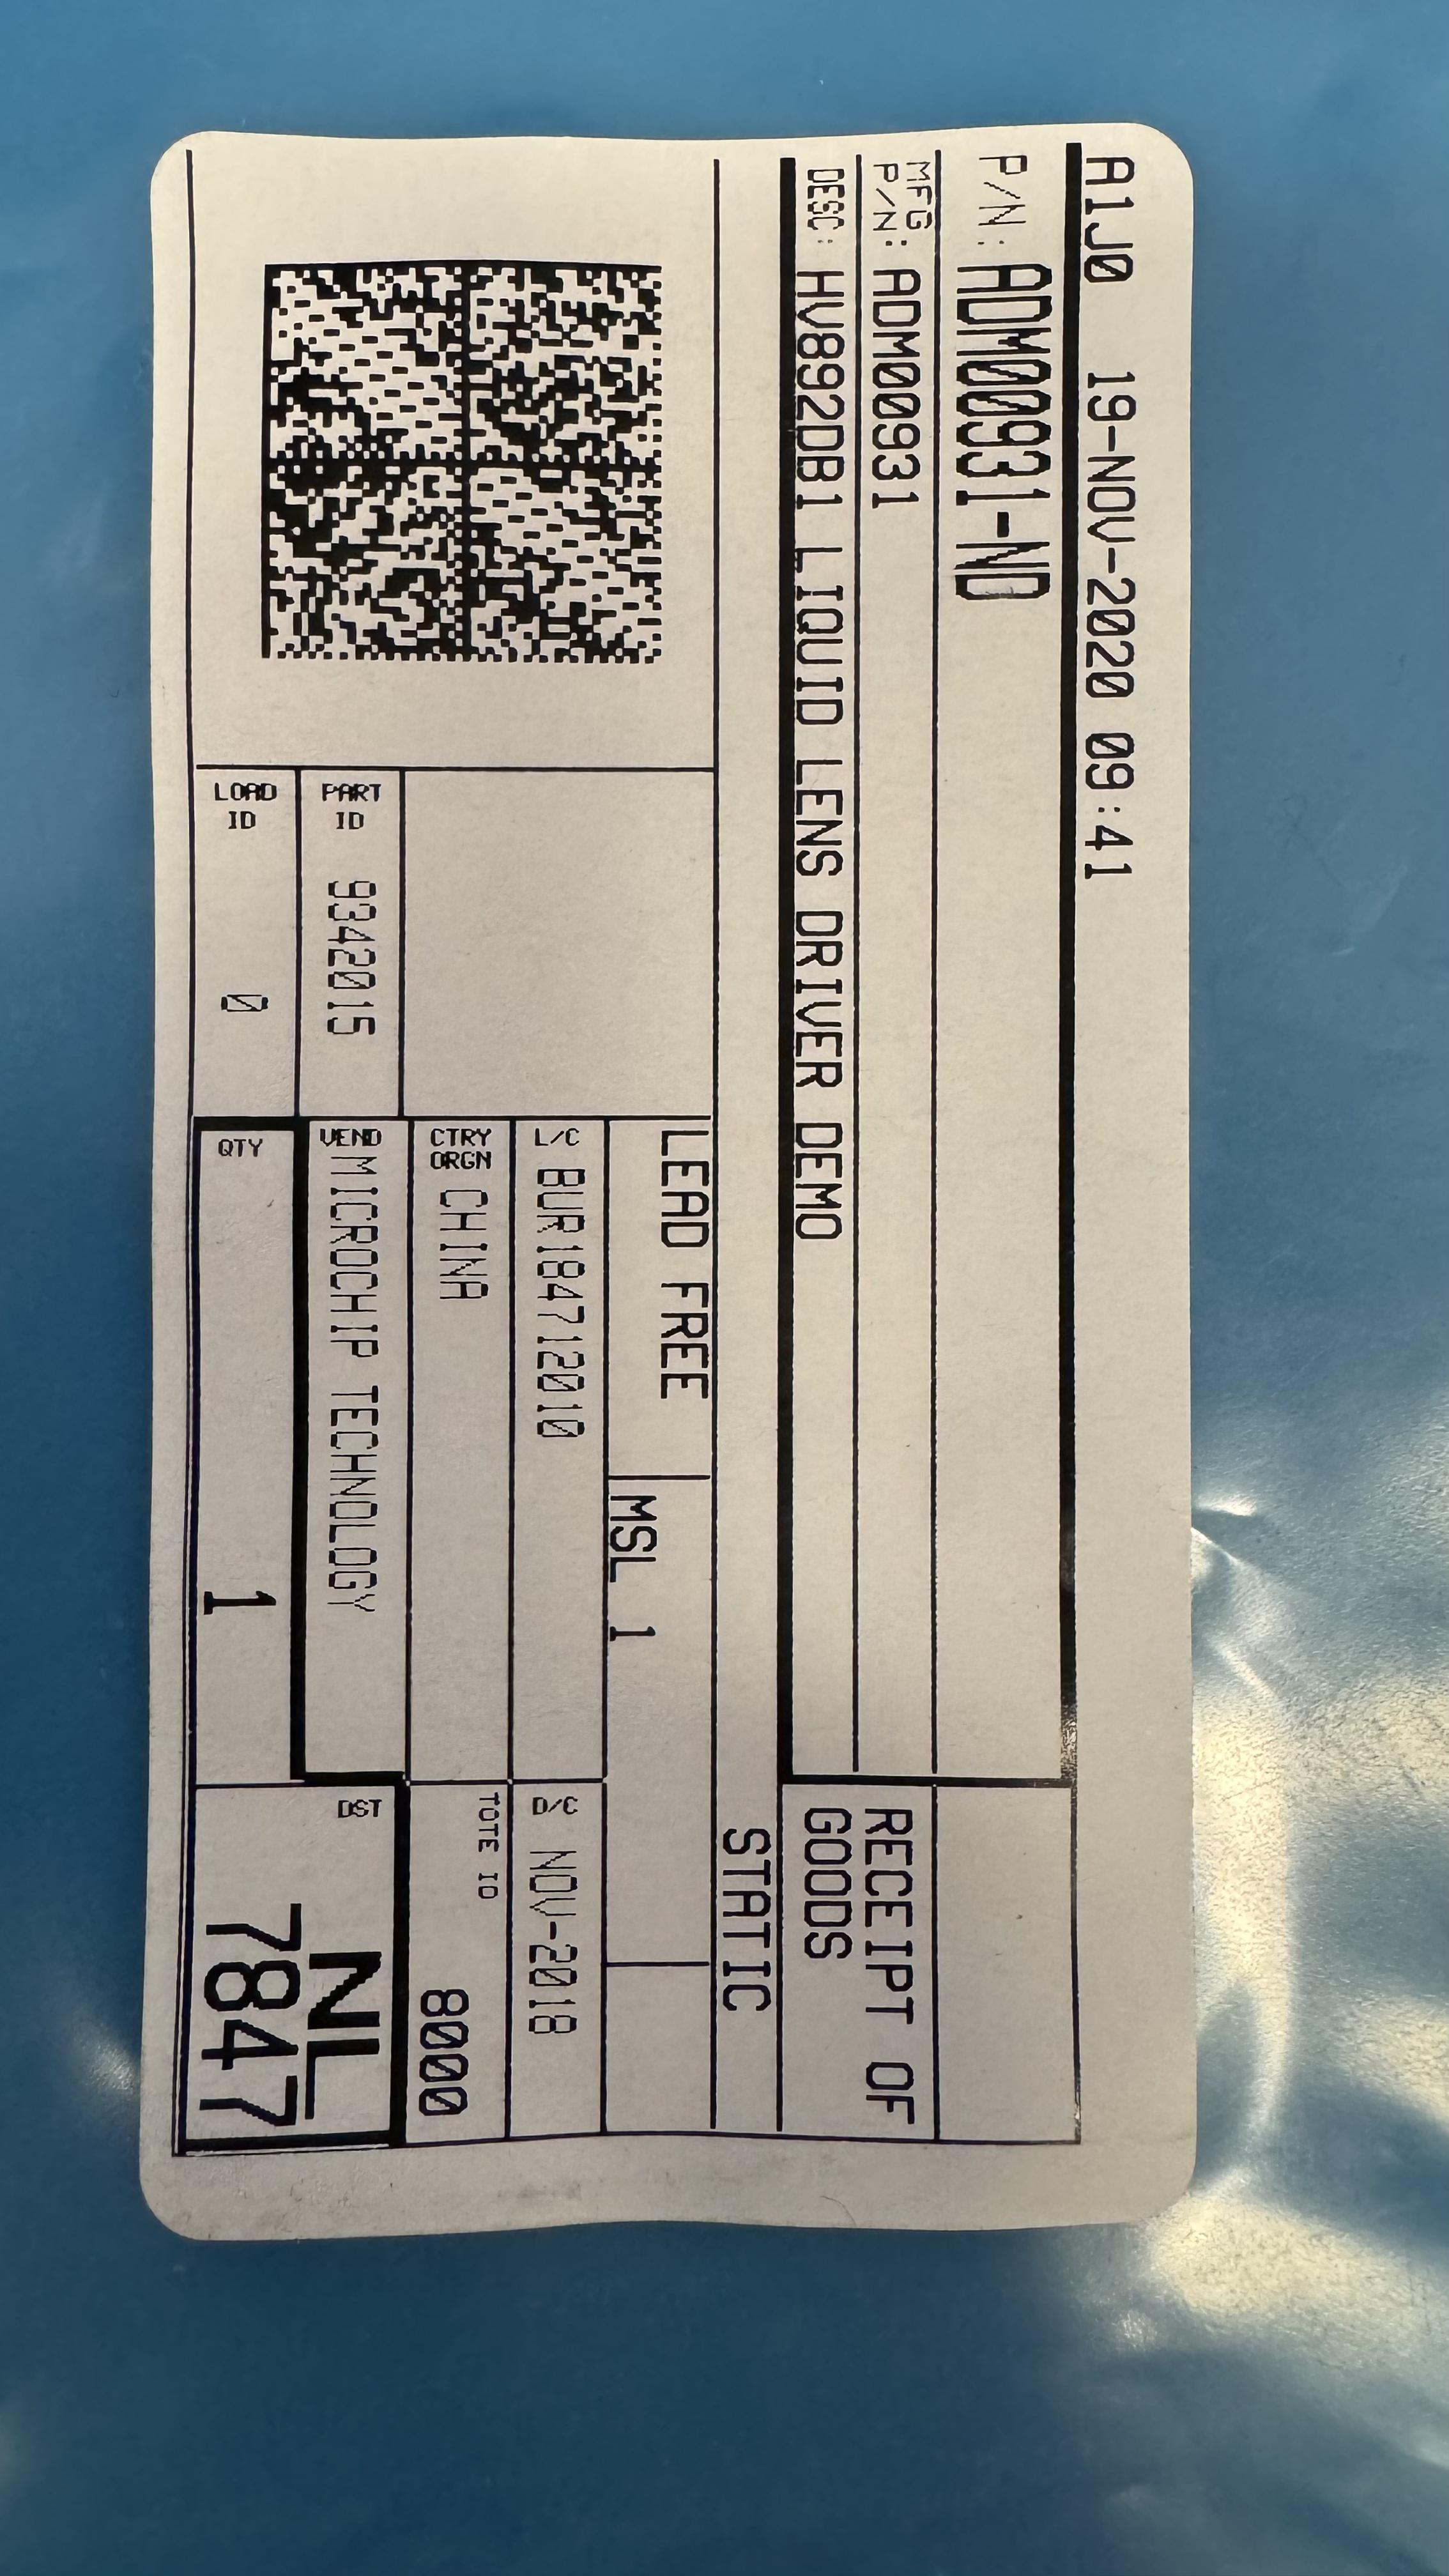 A1J0 19-NOV-2020 09:41
P/N: ADM00931-ND
MFG
P/N: ADM00931
DESC: HV892DB1 LIQUID LENS DRIVER DEMO
RECEIPT OF
GOODS
STATIC
LEAD FREE
MSL 1
L/C BUR184712010
D/C NOV-2018
CTRY
ORGN CHINA
TOTE ID 8000
PART
ID 9342015
VEND MICROCHIP TECHNOLOGY
LOAD
ID 0
QTY 1
DST NL
7847